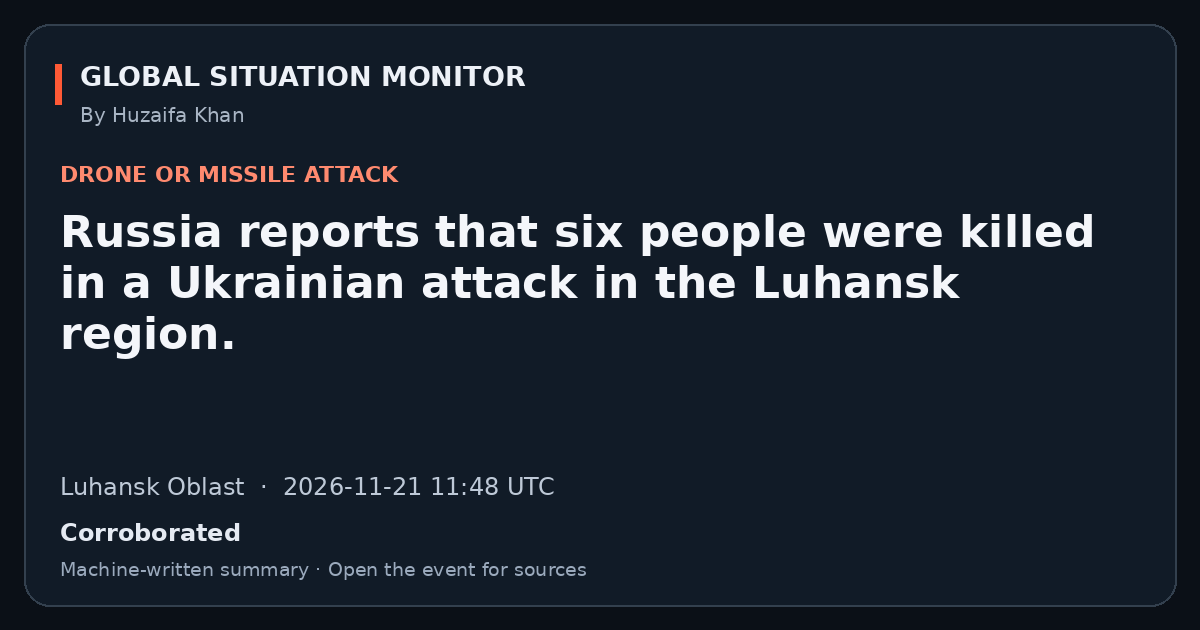 GLOBAL SITUATION MONITOR
By Huzaifa Khan
DRONE OR MISSILE ATTACK
Russia reports that six people were killed
in a Ukrainian attack in the Luhansk
region.
Luhansk Oblast · 2026-11-21 11:48 UTC
Corroborated
Machine-written summary · Open the event for sources